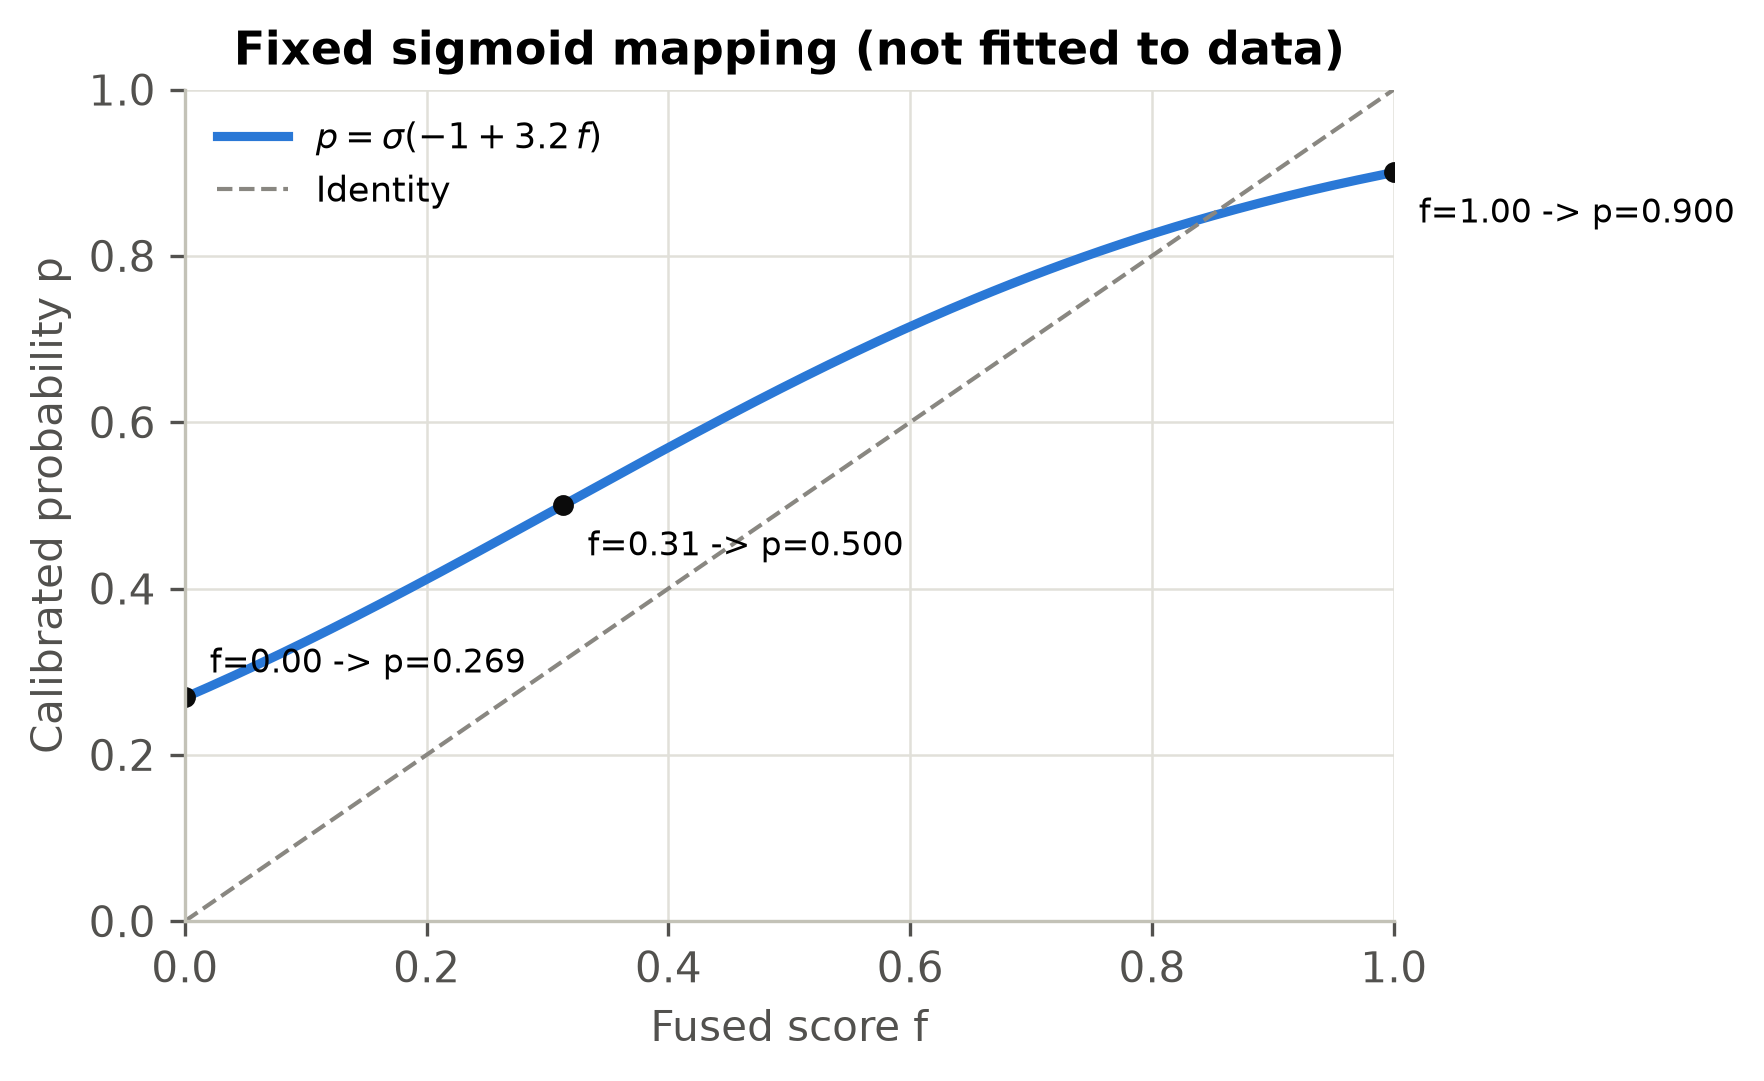 Fixed sigmoid mapping (not fitted to data)
p = σ(−1 + 3.2 f)
Identity
f=1.00 -> p=0.900
f=0.31 -> p=0.500
f=0.00 -> p=0.269
Calibrated probability p
1.0
0.8
0.6
0.4
0.2
0.0
0.0 0.2 0.4 0.6 0.8 1.0
Fused score f